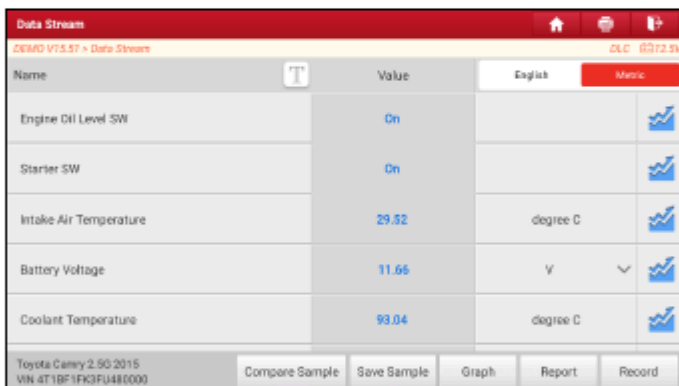 Data Stream
DEMO V15.57 > Data Stream DLC 12.5V
Name T Value English Metric
Engine Oil Level SW On
Starter SW On
Intake Air Temperature 29.52 degree C
Battery Voltage 11.66 V
Coolant Temperature 93.04 degree C
Toyota Camry 2.5G 2015
VIN 4T1BF1FK3FU480000
Compare Sample Save Sample Graph Report Record